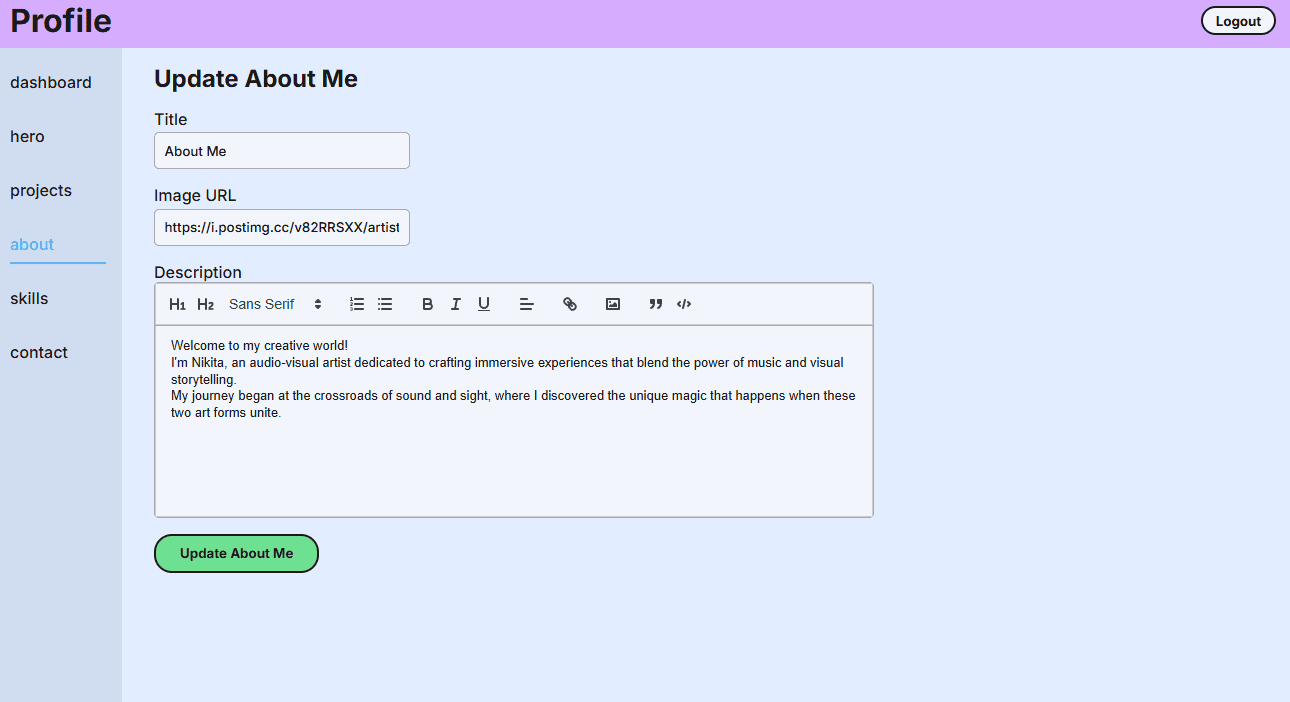 Profile
Logout
dashboard
hero
projects
about
skills
contact
Update About Me
Title
About Me
Image URL
https://i.postimg.cc/v82RRSXX/artist
Description
H1 H2 Sans Serif B I U
Welcome to my creative world!
I'm Nikita, an audio-visual artist dedicated to crafting immersive experiences that blend the power of music and visual
storytelling.
My journey began at the crossroads of sound and sight, where I discovered the unique magic that happens when these
two art forms unite.
Update About Me